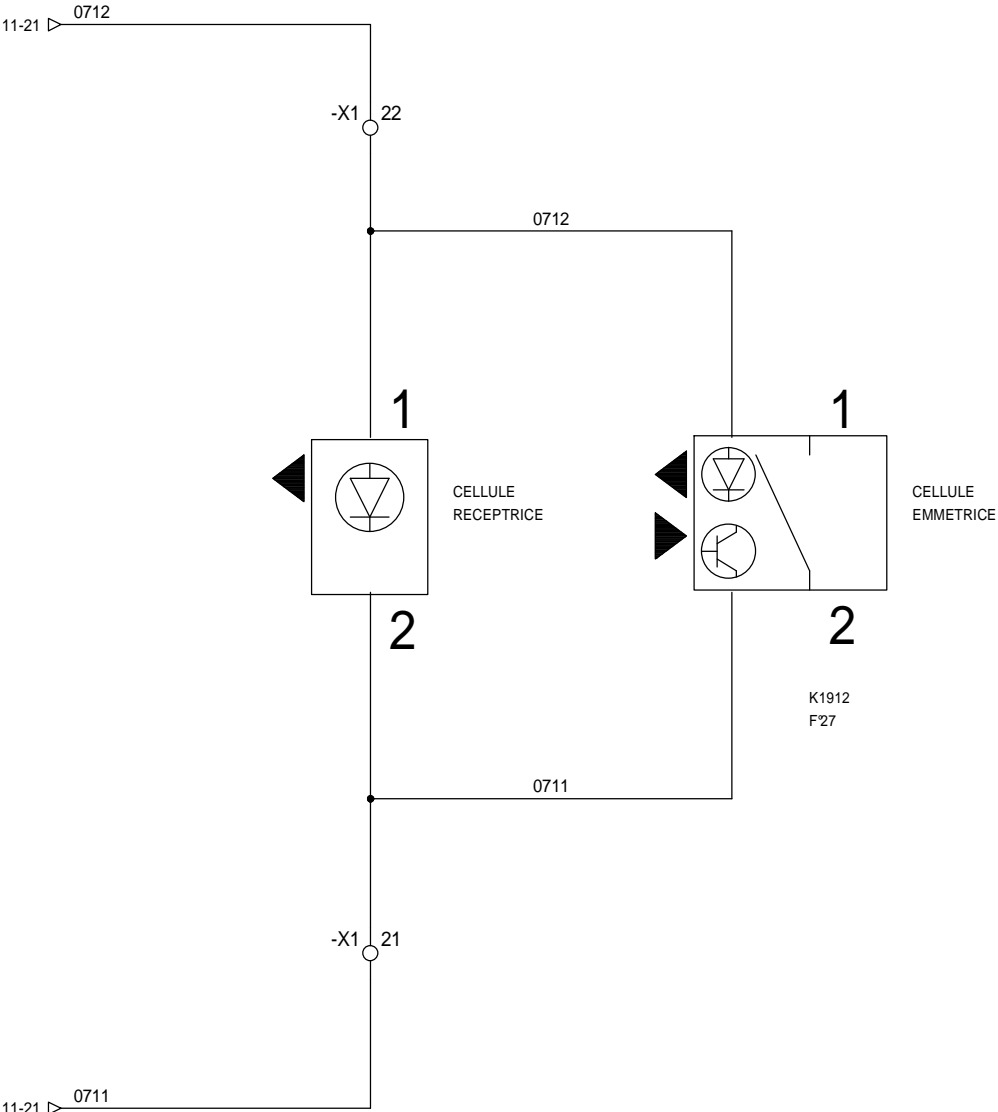 0712
11-21
-X1 22
0712
1
1
CELLULE
RECEPTRICE
CELLULE
EMMETRICE
2
2
K1912
F°27
0711
-X1 21
0711
11-21